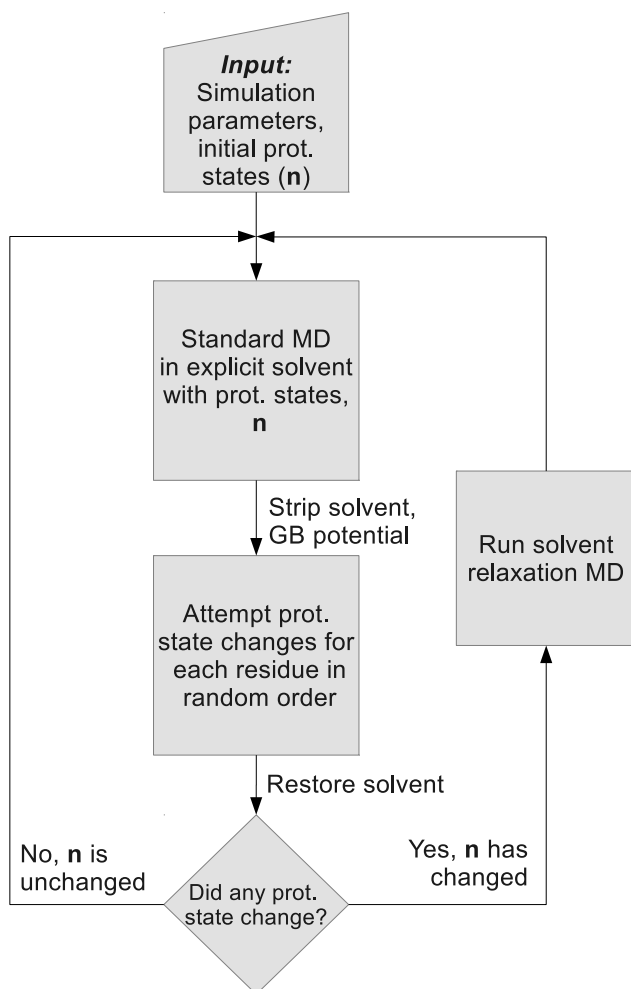 Input:
Simulation
parameters,
initial prot.
states (n)
Standard MD
in explicit solvent
with prot. states,
n
Strip solvent,
GB potential
Run solvent
relaxation MD
Attempt prot.
state changes for
each residue in
random order
Restore solvent
No, n is
unchanged
Yes, n has
changed
Did any prot.
state change?